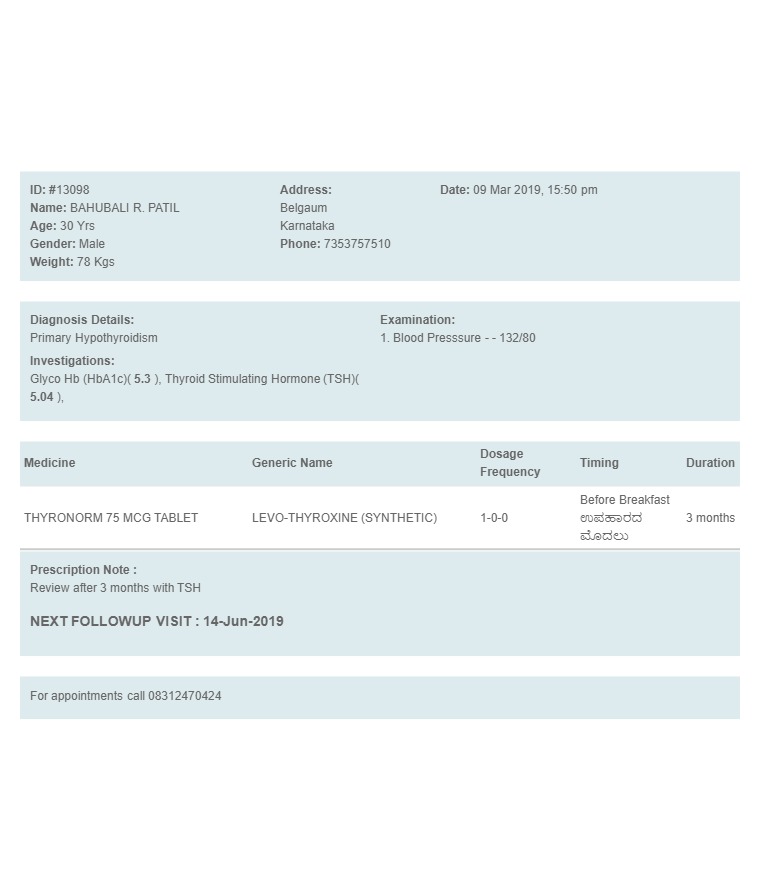 ID: #13098
Name: BAHUBALI R. PATIL
Age: 30 Yrs
Gender: Male
Weight: 78 Kgs
Address:
Belgaum
Karnataka
Phone: 7353757510
Date: 09 Mar 2019, 15:50 pm
Diagnosis Details:
Primary Hypothyroidism
Investigations:
Glyco Hb (HbA1c)( 5.3 ), Thyroid Stimulating Hormone (TSH)(
5.04 ),
Examination:
1. Blood Presssure - - 132/80
Medicine Generic Name Dosage Frequency Timing Duration
THYRONORM 75 MCG TABLET LEVO-THYROXINE (SYNTHETIC) 1-0-0 Before Breakfast ಉಪಹಾರದ ಮೊದಲು 3 months
Prescription Note :
Review after 3 months with TSH
NEXT FOLLOWUP VISIT : 14-Jun-2019
For appointments call 08312470424